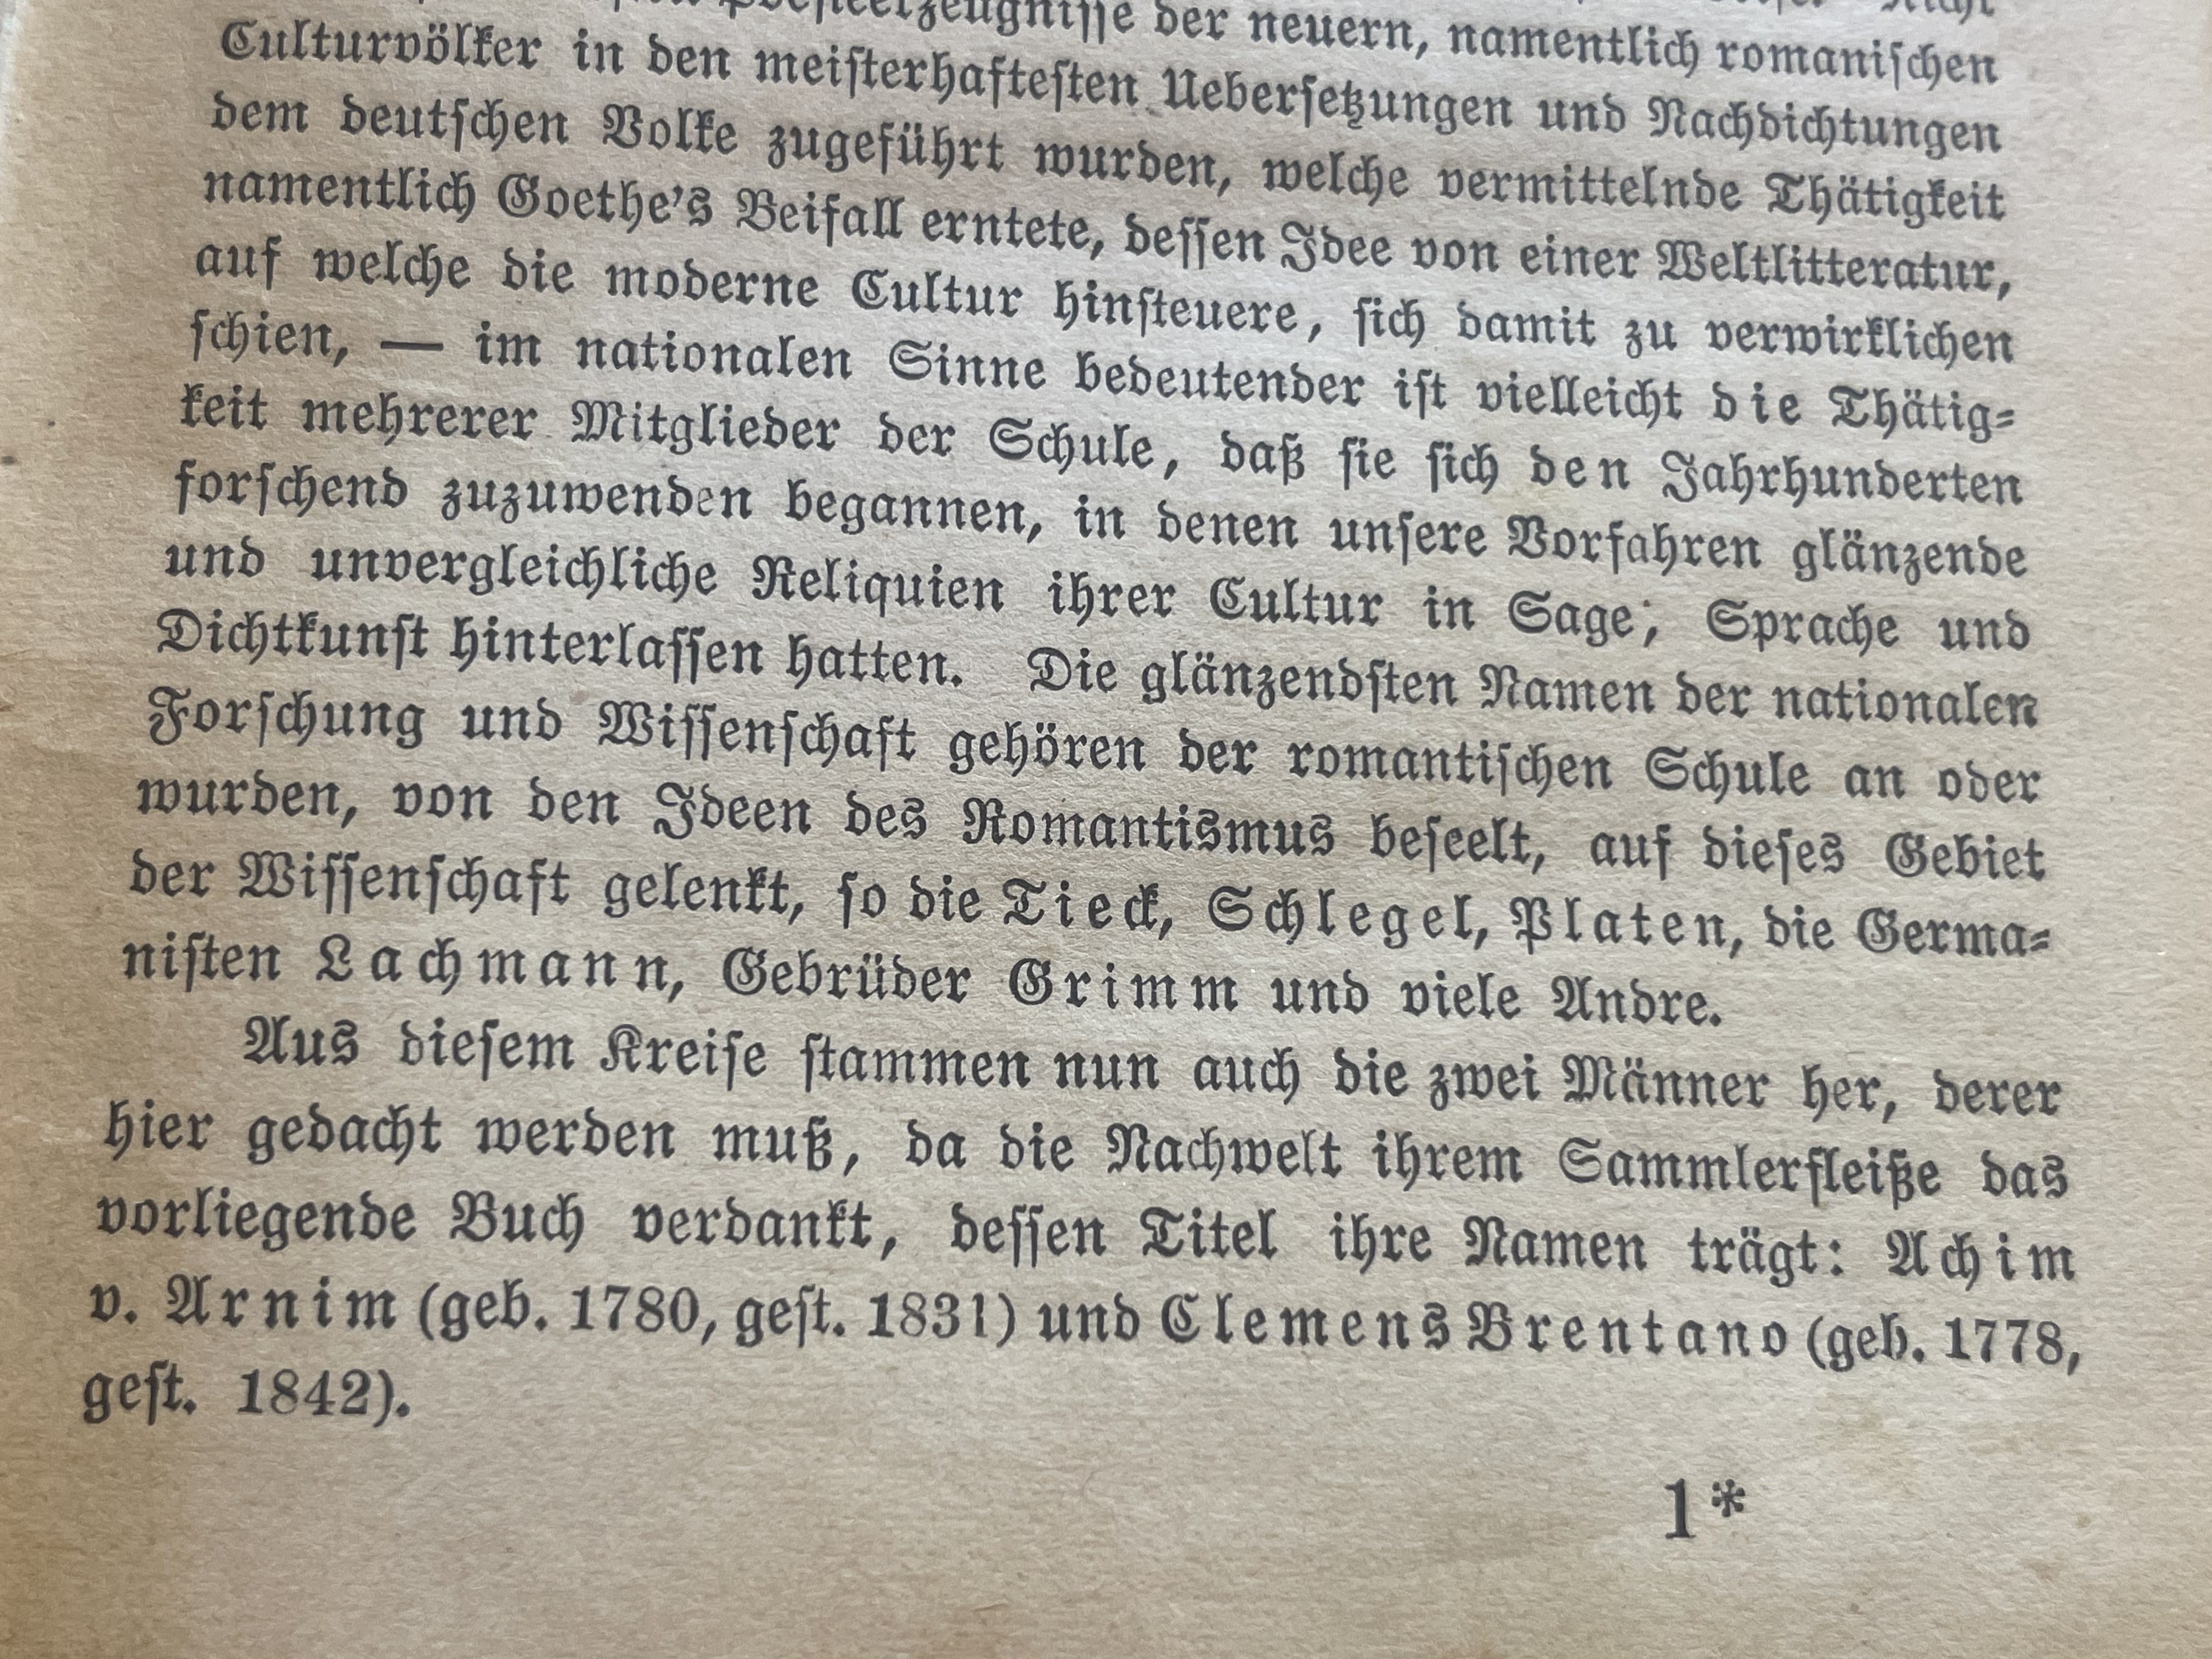 Poesieerzeugnisse der neuern, namentlich romanischen
Culturvölker in den meisterhaftesten Uebersetzungen und Nachdichtungen
dem deutschen Volke zugeführt wurden, welche vermittelnde Thätigkeit
namentlich Goethe's Beifall erntete, dessen Idee von einer Weltlitteratur,
auf welche die moderne Cultur hinsteuere, sich damit zu verwirklichen
schien, — im nationalen Sinne bedeutender ist vielleicht die Thätig=
keit mehrerer Mitglieder der Schule, daß sie sich den Jahrhunderten
forschend zuzuwenden begannen, in denen unsere Vorfahren glänzende
und unvergleichliche Reliquien ihrer Cultur in Sage, Sprache und
Dichtkunst hinterlassen hatten. Die glänzendsten Namen der nationalen
Forschung und Wissenschaft gehören der romantischen Schule an oder
wurden, von den Ideen des Romantismus beseelt, auf dieses Gebiet
der Wissenschaft gelenkt, so die Tieck, Schlegel, Platen, die Germa=
nisten Lachmann, Gebrüder Grimm und viele Andre.
Aus diesem Kreise stammen nun auch die zwei Männer her, derer
hier gedacht werden muß, da die Nachwelt ihrem Sammlerfleiße das
vorliegende Buch verdankt, dessen Titel ihre Namen trägt: Achim
v. Arnim (geb. 1780, gest. 1831) und Clemens Brentano (geb. 1778,
gest. 1842).
1*